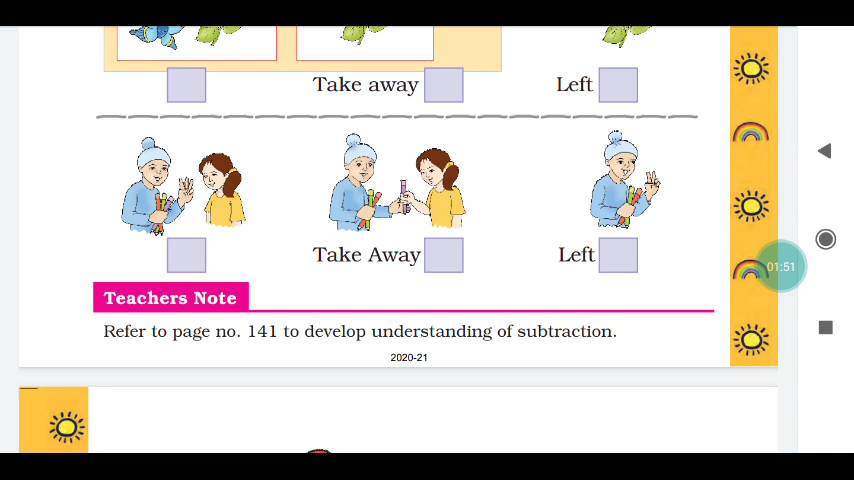 Take away Left
Take Away Left
Teachers Note
Refer to page no. 141 to develop understanding of subtraction.
2020-21
01:51